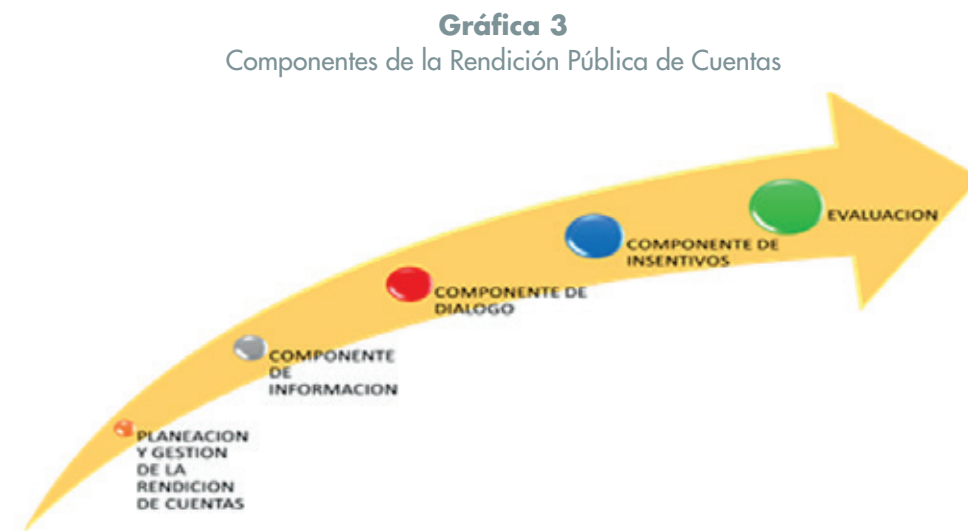 Gráfica 3
Componentes de la Rendición Pública de Cuentas
PLANEACION
Y GESTION
DE LA
RENDICION
DE CUENTAS
COMPONENTE
DE
INFORMACION
COMPONENTE DE
DIALOGO
COMPONENTE DE
INSENTIVOS
EVALUACION